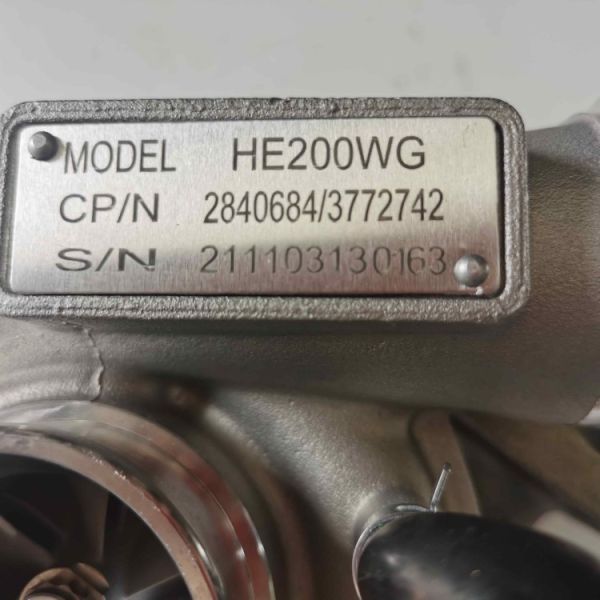 MODEL HE200WG
CP/N 2840684/3772742
S/N 211103130163